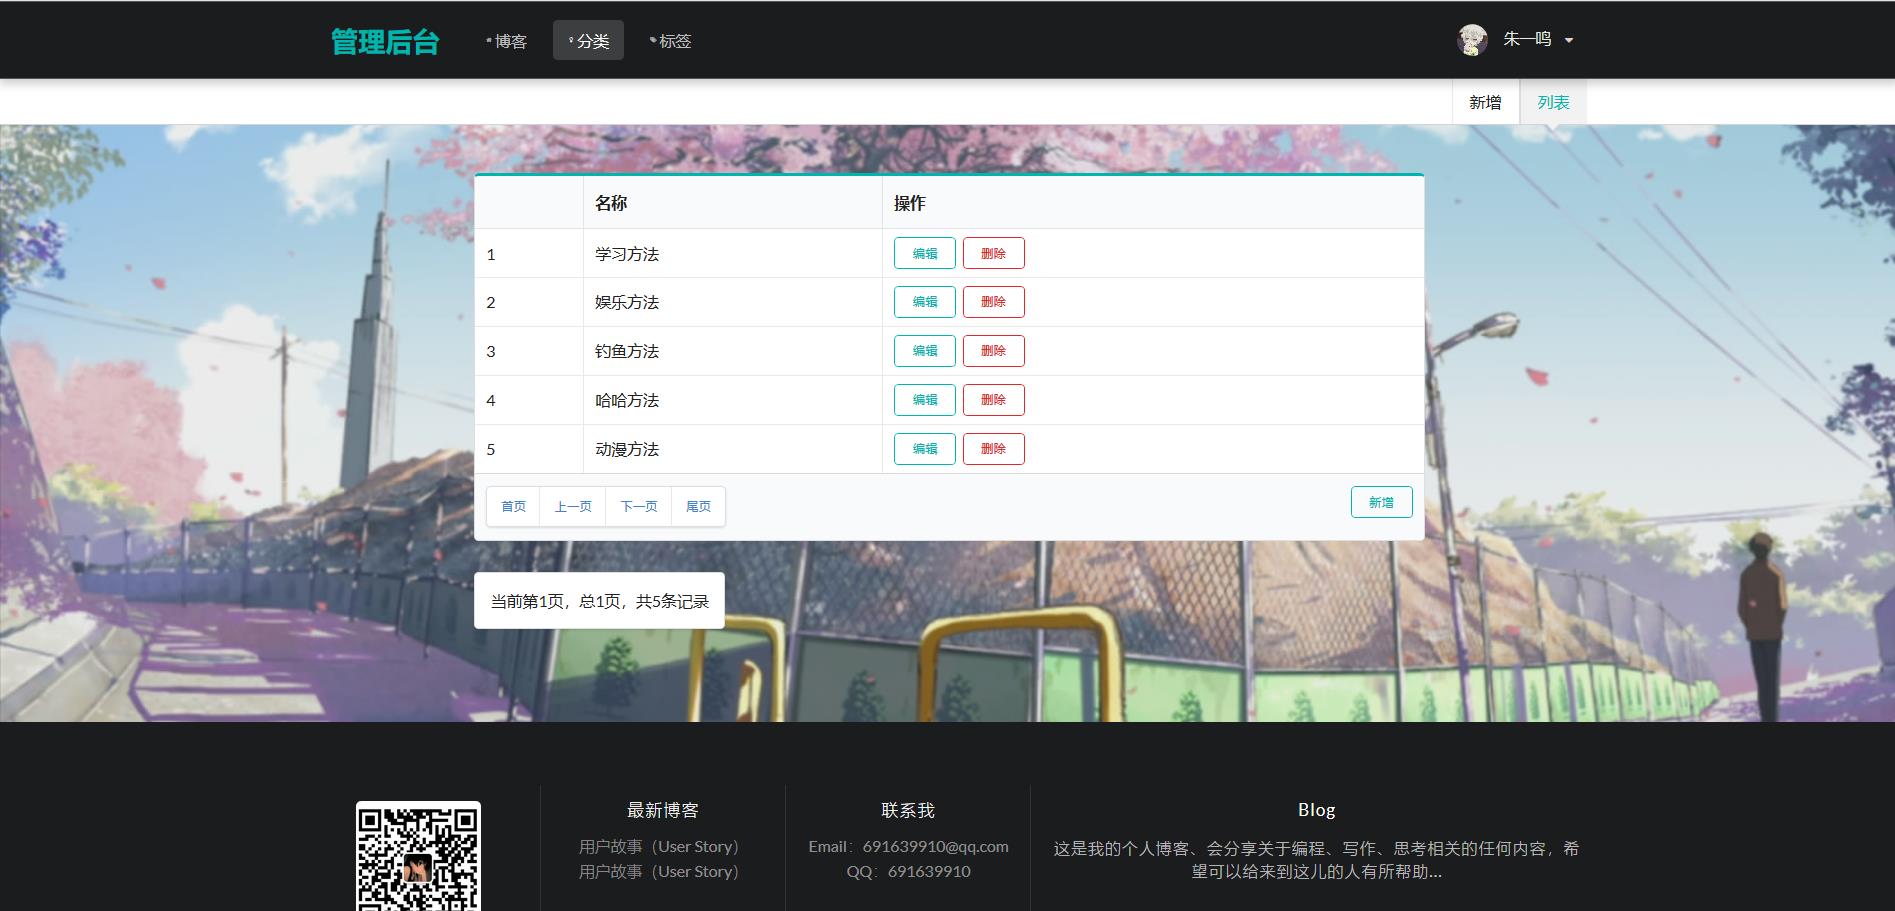 管理后台 博客 分类 标签 朱一鸣
新增 列表
名称 操作
1 学习方法 编辑 删除
2 娱乐方法 编辑 删除
3 钓鱼方法 编辑 删除
4 哈哈方法 编辑 删除
5 动漫方法 编辑 删除
首页 上一页 下一页 尾页 新增
当前第1页，总1页，共5条记录
最新博客
用户故事（User Story）
用户故事（User Story）
联系我
Email：691639910@qq.com
QQ：691639910
Blog
这是我的个人博客、会分享关于编程、写作、思考相关的任何内容，希
望可以给来到这儿的人有所帮助...